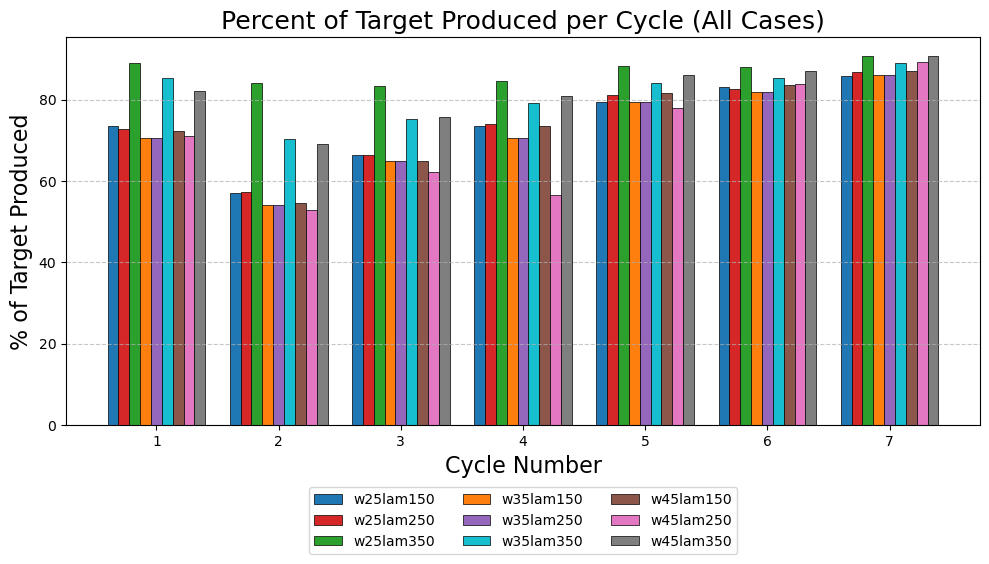 Percent of Target Produced per Cycle (All Cases)
% of Target Produced
80
60
40
20
0
1 2 3 4 5 6 7
Cycle Number
w25lam150 w35lam150 w45lam150
w25lam250 w35lam250 w45lam250
w25lam350 w35lam350 w45lam350